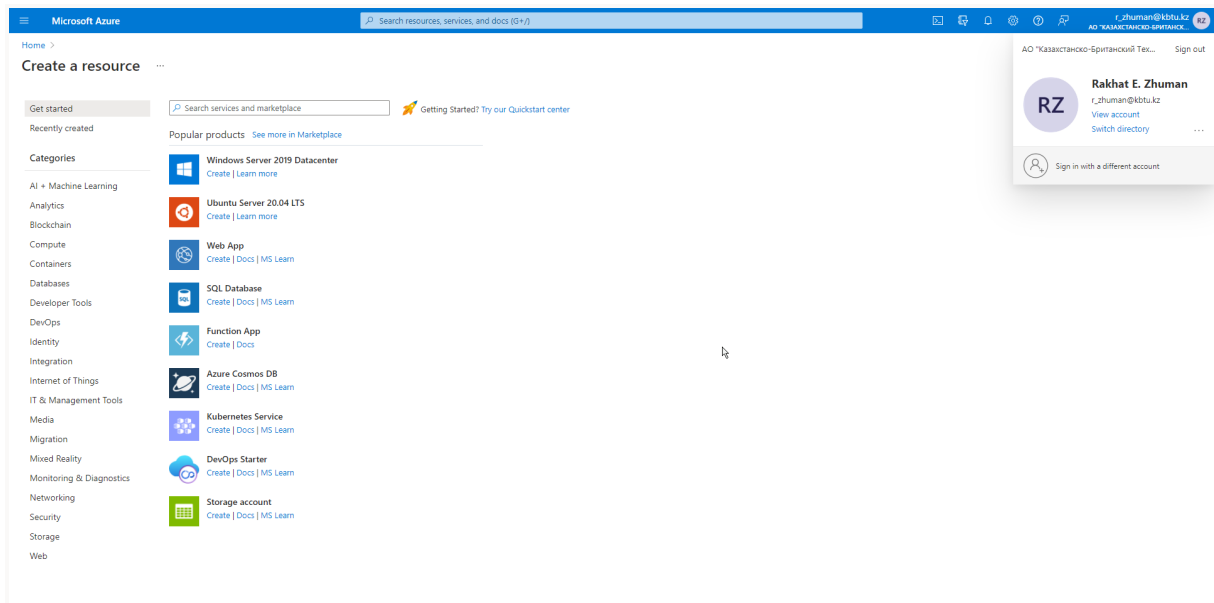 Microsoft Azure
Search resources, services, and docs (G+/)
r_zhuman@kbtu.kz
АО "КАЗАХСТАНСКО-БРИТАНСК...
RZ
Home >
Create a resource ...
АО "Казахстанско-Британский Тех... Sign out
RZ
Rakhat E. Zhuman
r_zhuman@kbtu.kz
View account
Switch directory ...
Sign in with a different account
Get started
Recently created
Categories
AI + Machine Learning
Analytics
Blockchain
Compute
Containers
Databases
Developer Tools
DevOps
Identity
Integration
Internet of Things
IT & Management Tools
Media
Migration
Mixed Reality
Monitoring & Diagnostics
Networking
Security
Storage
Web
Search services and marketplace
Getting Started? Try our Quickstart center
Popular products See more in Marketplace
Windows Server 2019 Datacenter
Create | Learn more
Ubuntu Server 20.04 LTS
Create | Learn more
Web App
Create | Docs | MS Learn
SQL Database
Create | Docs | MS Learn
Function App
Create | Docs
Azure Cosmos DB
Create | Docs | MS Learn
Kubernetes Service
Create | Docs | MS Learn
DevOps Starter
Create | Docs | MS Learn
Storage account
Create | Docs | MS Learn
SQL